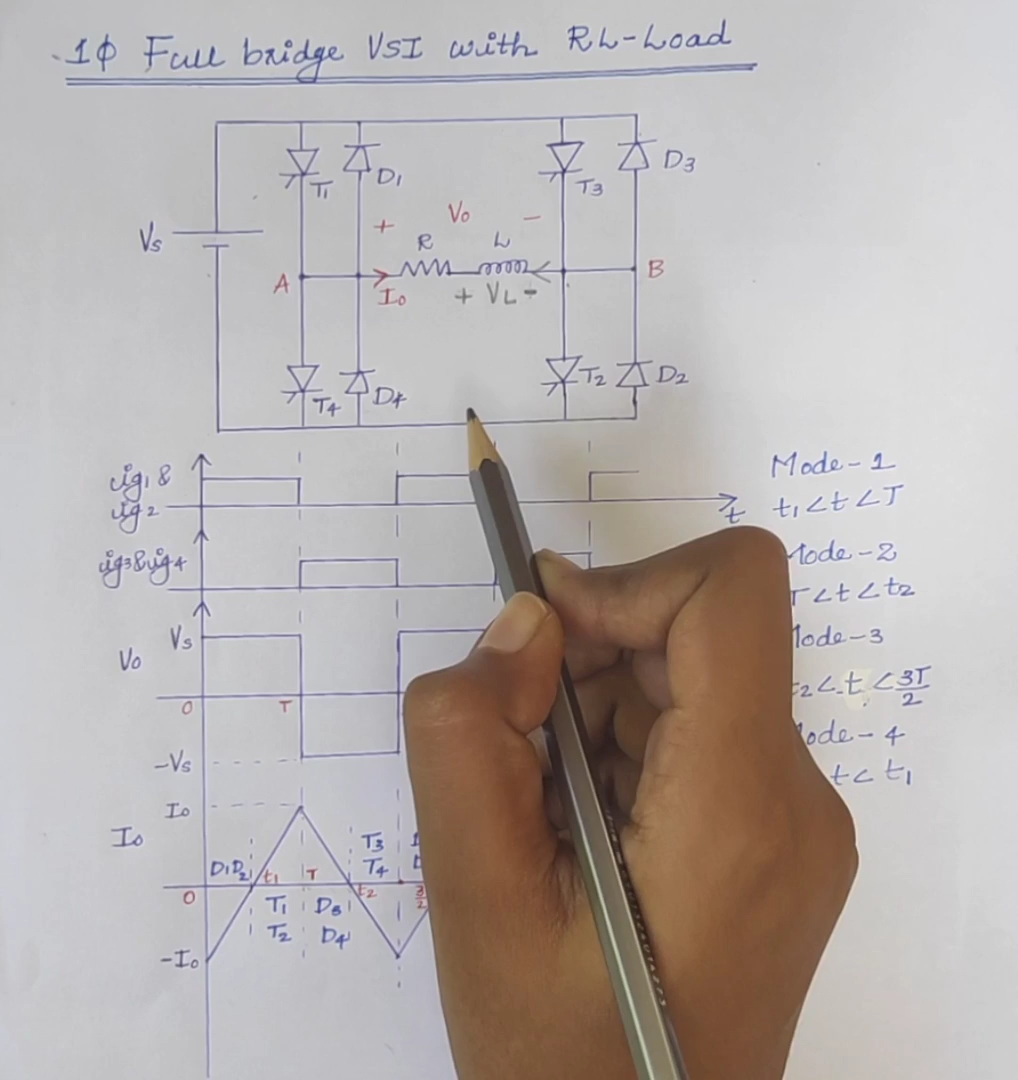 1φ Full bridge VSI with RL-Load
T1 D1 T3 D3
Vs
+ Vo -
R L
A B
Io + VL -
T4 D4 T2 D2
ig1 &
ig2
t
ig3 & ig4
Vs
Vo
0 T
-Vs
Io
Io
D1D2 t1 T T3
T4
t2
0
T1
T2
D3
D4
-Io
Mode-1
t1<t<T
Mode-2
T<t<t2
Mode-3
t2<t<3T/2
Mode-4
t<t1